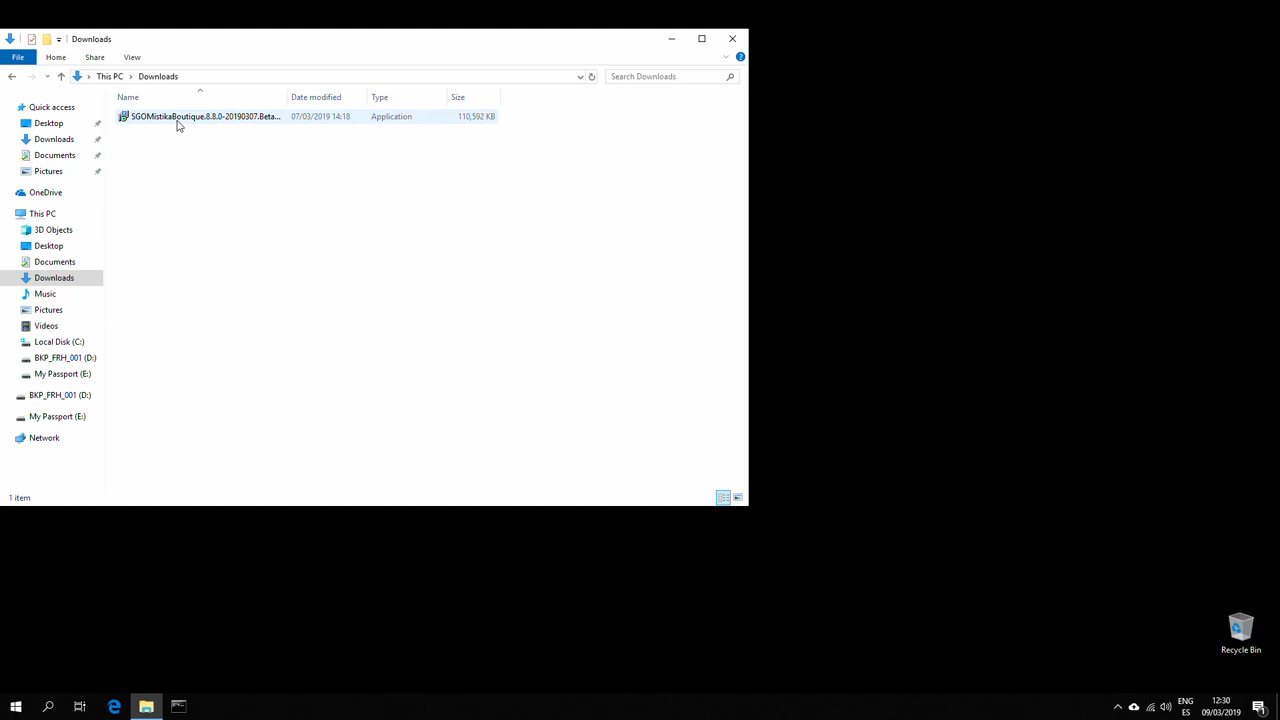 Downloads
File Home Share View
This PC > Downloads
Search Downloads
Name Date modified Type Size
SGOMistikaBoutique.8.8.0-20190307.Beta... 07/03/2019 14:18 Application 110,592 KB
Quick access
Desktop
Downloads
Documents
Pictures
OneDrive
This PC
3D Objects
Desktop
Documents
Downloads
Music
Pictures
Videos
Local Disk (C:)
BKP_FRH_001 (D:)
My Passport (E:)
BKP_FRH_001 (D:)
My Passport (E:)
Network
1 item
Recycle Bin
ENG
ES
12:30
09/03/2019
1